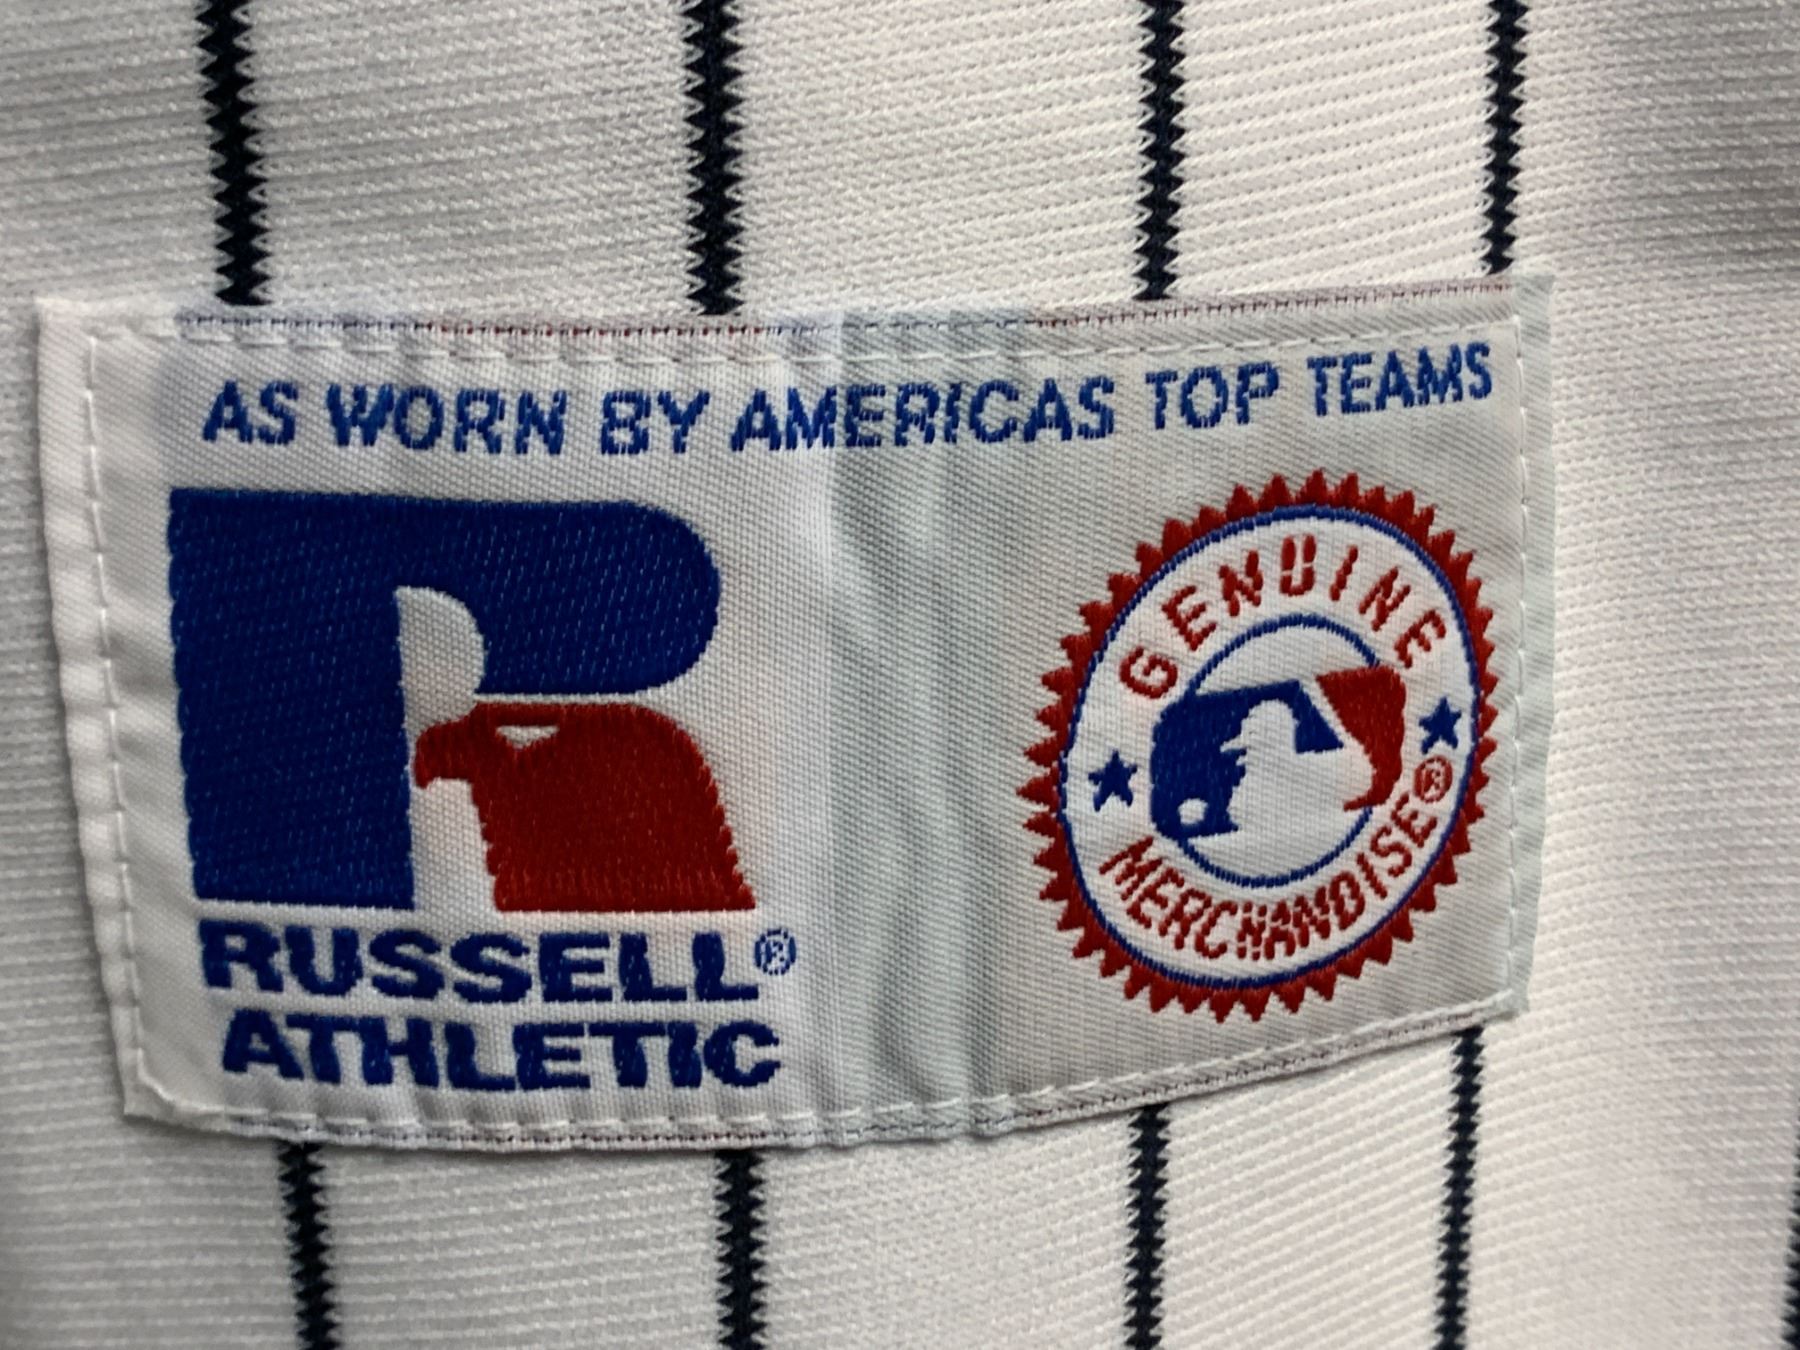 AS WORN BY AMERICAS TOP TEAMS
RUSSELL®
ATHLETIC
GENUINE
MERCHANDISE®